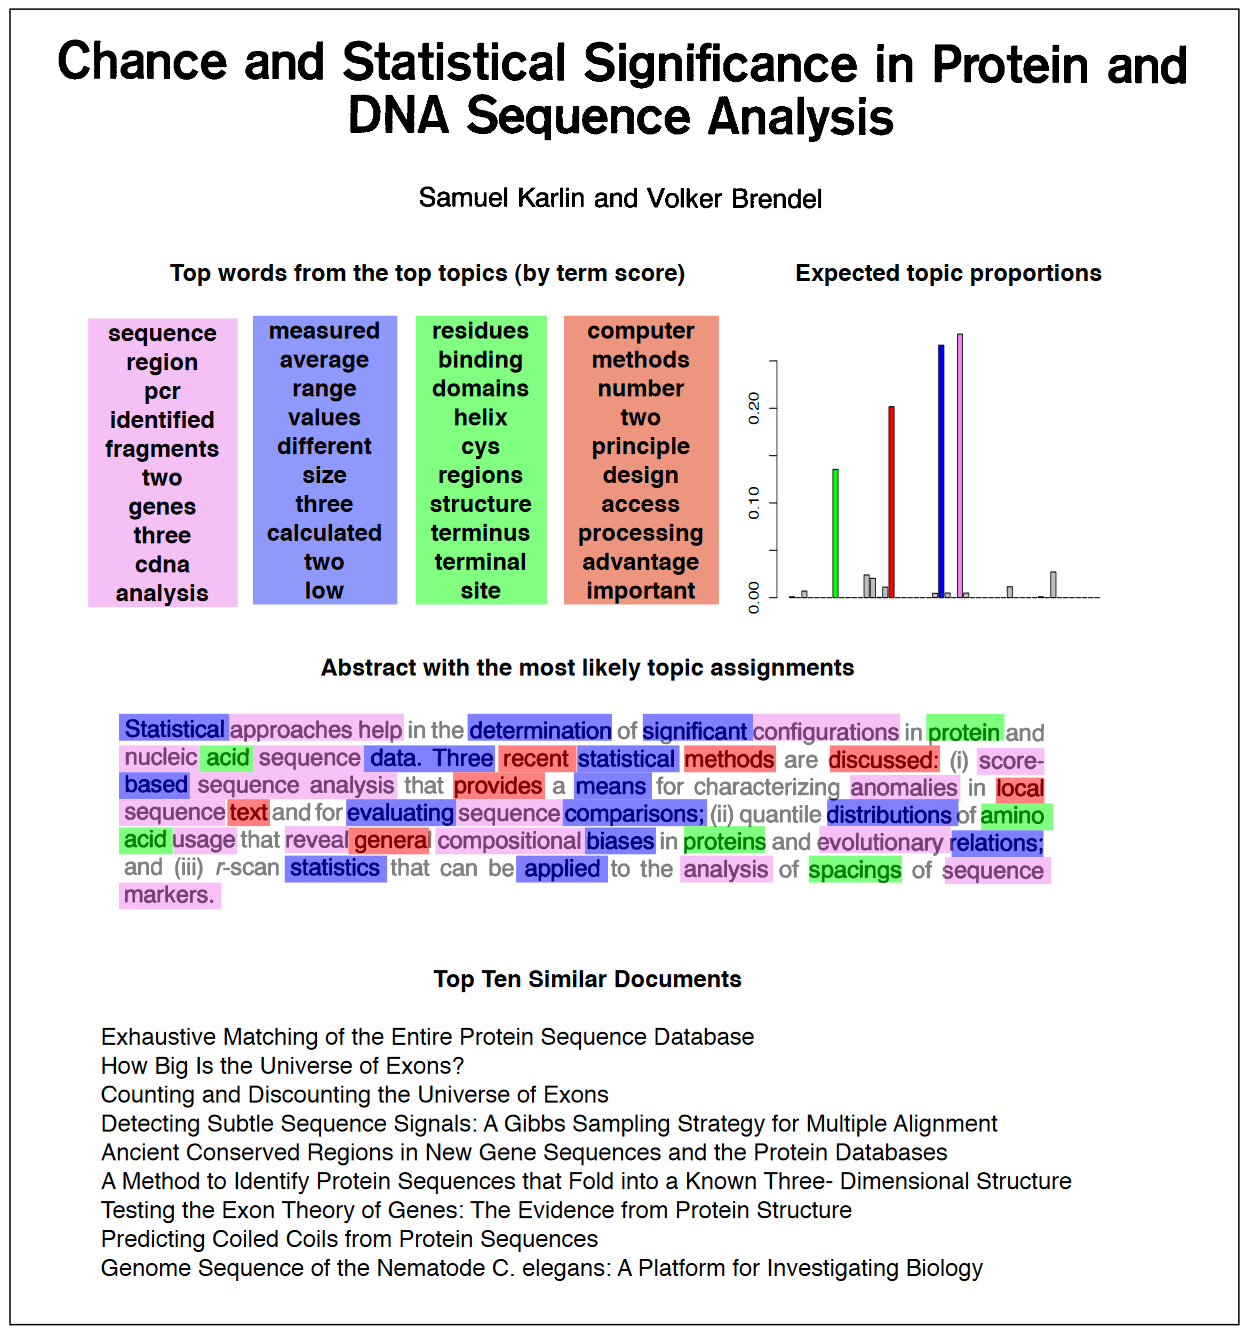 Chance and Statistical Significance in Protein and
DNA Sequence Analysis
Samuel Karlin and Volker Brendel
Top words from the top topics (by term score)
sequence
region
pcr
identified
fragments
two
genes
three
cdna
analysis
measured
average
range
values
different
size
three
calculated
two
low
residues
binding
domains
helix
cys
regions
structure
terminus
terminal
site
computer
methods
number
two
principle
design
access
processing
advantage
important
Expected topic proportions
0.20
0.10
0.00
Abstract with the most likely topic assignments
Statistical approaches help in the determination of significant configurations in protein and
nucleic acid sequence data. Three recent statistical methods are discussed: (i) score-
based sequence analysis that provides a means for characterizing anomalies in local
sequence text and for evaluating sequence comparisons; (ii) quantile distributions of amino
acid usage that reveal general compositional biases in proteins and evolutionary relations;
and (iii) r-scan statistics that can be applied to the analysis of spacings of sequence
markers.
Top Ten Similar Documents
Exhaustive Matching of the Entire Protein Sequence Database
How Big Is the Universe of Exons?
Counting and Discounting the Universe of Exons
Detecting Subtle Sequence Signals: A Gibbs Sampling Strategy for Multiple Alignment
Ancient Conserved Regions in New Gene Sequences and the Protein Databases
A Method to Identify Protein Sequences that Fold into a Known Three- Dimensional Structure
Testing the Exon Theory of Genes: The Evidence from Protein Structure
Predicting Coiled Coils from Protein Sequences
Genome Sequence of the Nematode C. elegans: A Platform for Investigating Biology